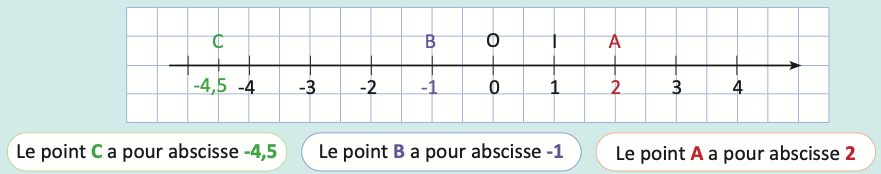 C B O I A
-4,5 -4 -3 -2 -1 0 1 2 3 4
Le point C a pour abscisse -4,5
Le point B a pour abscisse -1
Le point A a pour abscisse 2